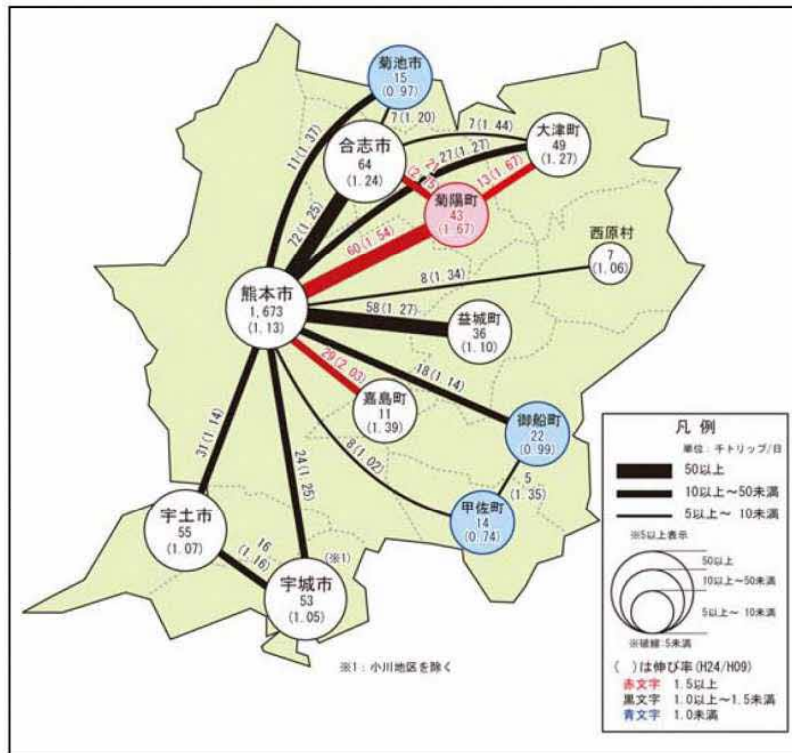 菊池市
15
(0.97)
7(1.20)
7(1.44)
合志市
64
(1.24)
大津町
49
(1.27)
11(1.37)
27(1.27)
21
13(1.67)
菊陽町
43
(1.67)
72(1.25)
60(1.54)
西原村
7
(1.06)
8(1.34)
熊本市
1,673
(1.13)
58(1.27)
益城町
36
(1.10)
29(2.03)
18(1.14)
嘉島町
11
(1.39)
御船町
22
(0.99)
31(1.14)
24(1.25)
8(1.02)
5
(1.35)
甲佐町
14
(0.74)
宇土市
55
(1.07)
16
(1.16)
宇城市
53
(1.05)
(※1)
※1：小川地区を除く
凡 例
単位：千トリップ/日
50以上
10以上～50未満
5以上～ 10未満
※5以上表示
50以上
10以上～50未満
5以上～ 10未満
※破線：5未満
( )は伸び率(H24/H09)
赤文字 1.5以上
黒文字 1.0以上～1.5未満
青文字 1.0未満